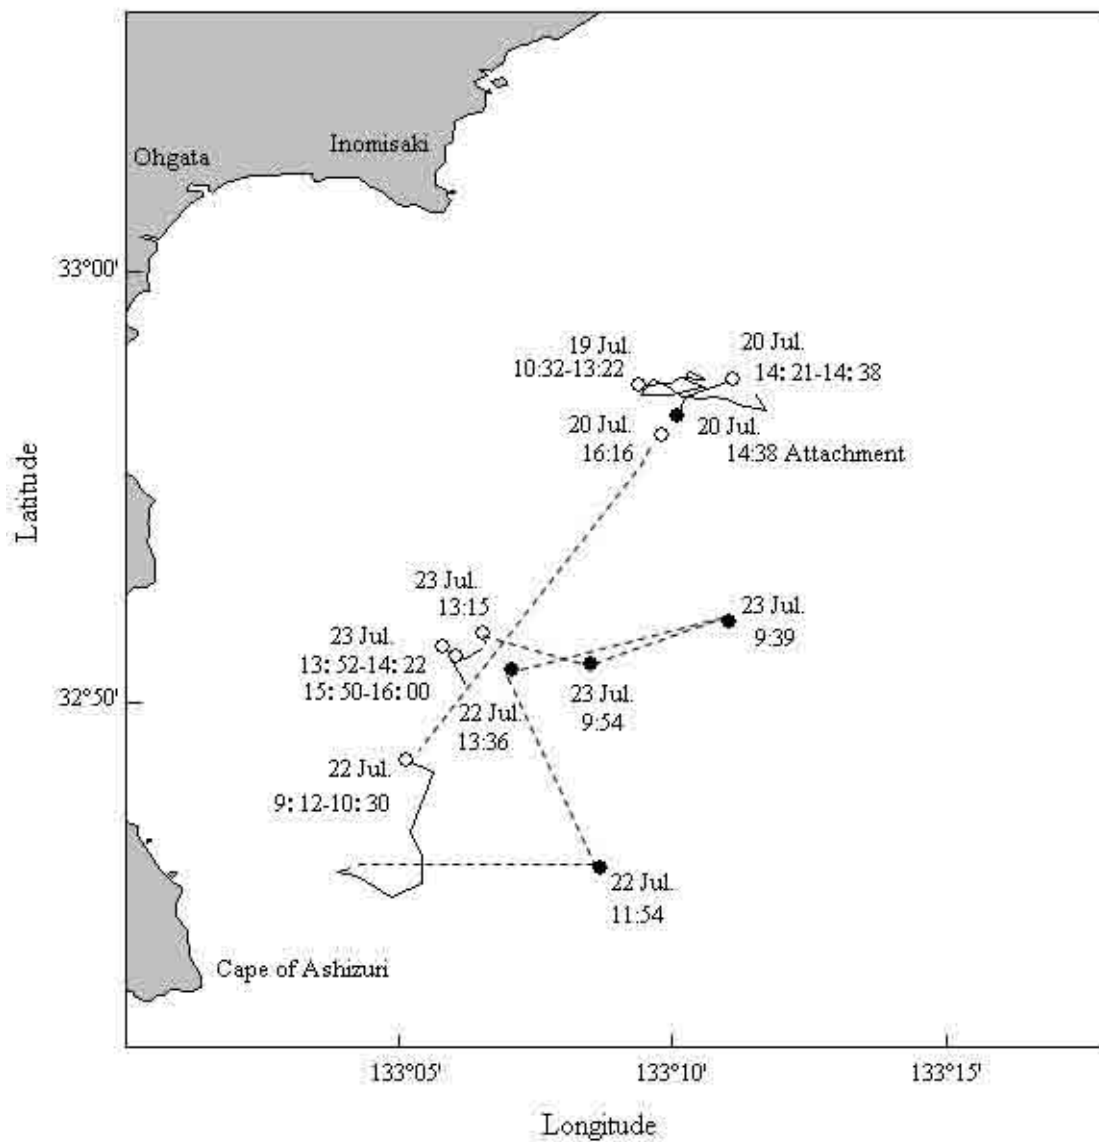 Inomisaki
Ohgata
33°00'
19 Jul.
10:32-13:22
20 Jul.
14:21-14:38
20 Jul.
16:16
20 Jul.
14:38 Attachment
Latitude
23 Jul.
13:15
23 Jul.
9:39
23 Jul.
13:52-14:22
15:50-16:00
32°50'
22 Jul.
13:36
23 Jul.
9:54
22 Jul.
9:12-10:30
22 Jul.
11:54
Cape of Ashizuri
133°05'
133°10'
133°15'
Longitude